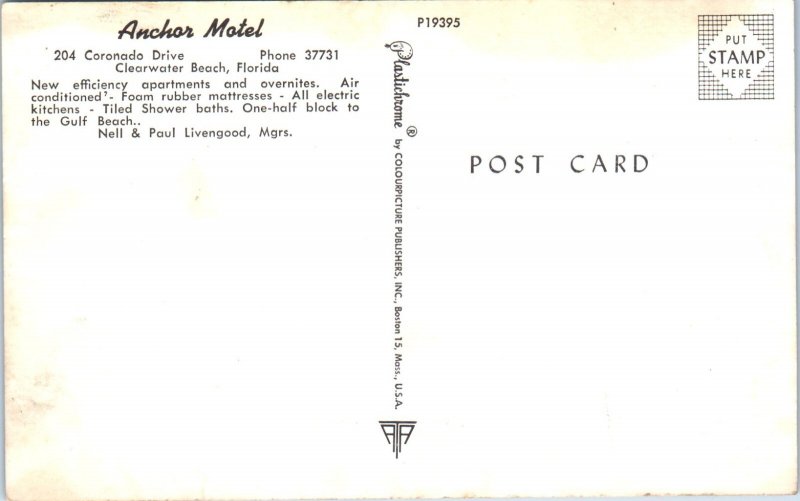 Anchor Motel
204 Coronado Drive Phone 37731
Clearwater Beach, Florida
New efficiency apartments and overnites. Air
conditioned'- Foam rubber mattresses - All electric
kitchens - Tiled Shower baths. One-half block to
the Gulf Beach..
Nell & Paul Livengood, Mgrs.
P19395
Plastichrome ® by COLOURPICTURE PUBLISHERS, INC., Boston 15, Mass., U.S.A.
PUT
STAMP
HERE
POST CARD